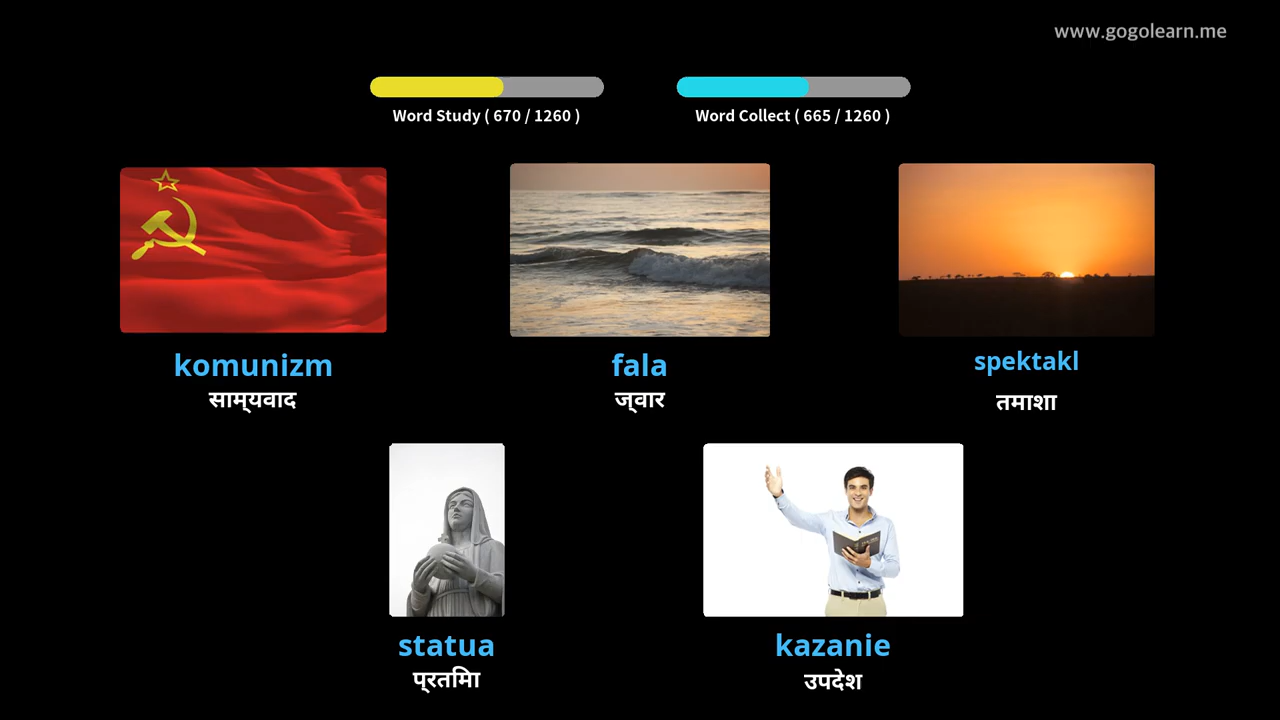 www.gogolearn.me
Word Study ( 670 / 1260 )
Word Collect ( 665 / 1260 )
komunizm
साम्यवाद
fala
ज्वार
spektakl
तमाशा
statua
प्रतिमा
kazanie
उपदेश